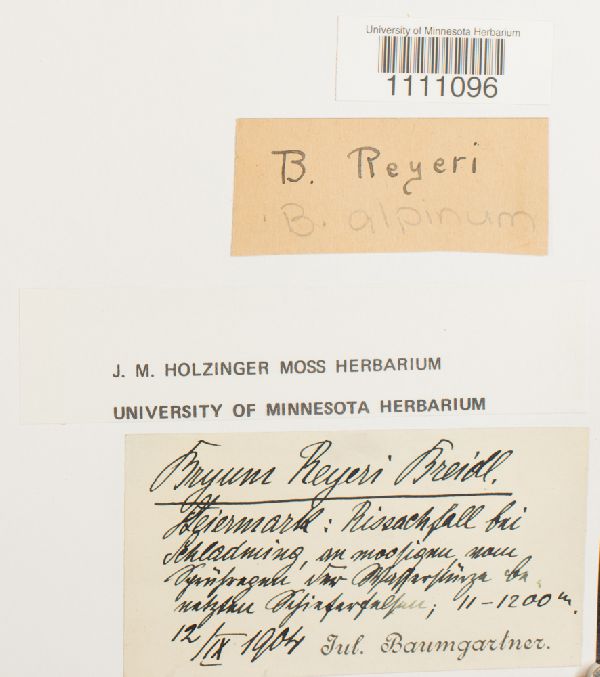 University of Minnesota Herbarium
1111096
B. Reyeri
B. alpinum
J. M. HOLZINGER MOSS HERBARIUM
UNIVERSITY OF MINNESOTA HERBARIUM
Bryum Reyeri Breidl.
Steiermark: Rissachfall bei
Schladming, an moosigen, vom
Sprühregen der Wasserstürze be-
netzten Schieferfelsen; 11-1200 m.
12/IX 1904 Jul. Baumgartner.